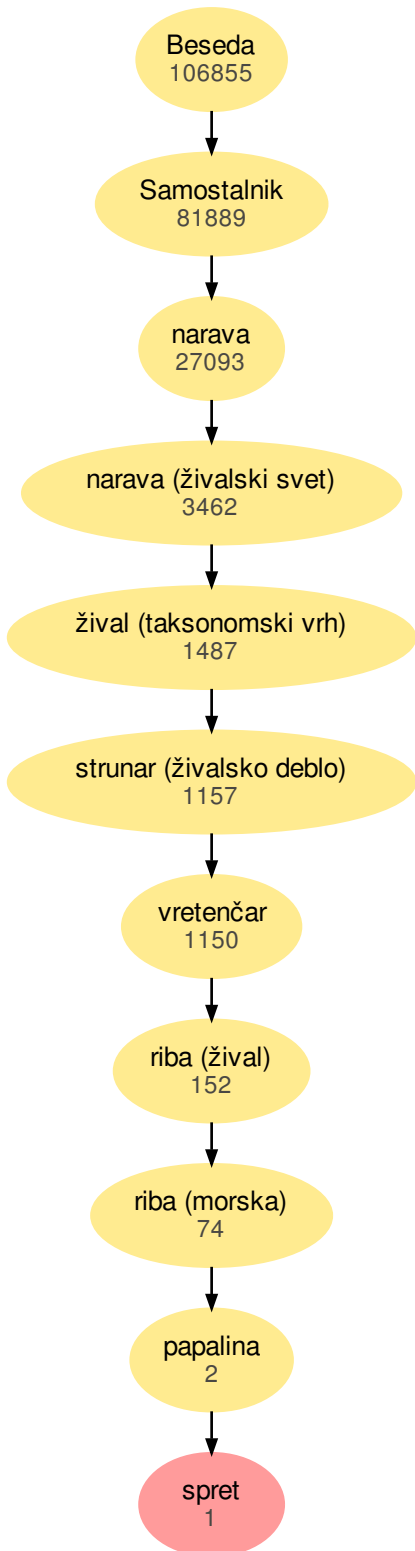 Beseda
106855
Samostalnik
81889
narava
27093
narava (živalski svet)
3462
žival (taksonomski vrh)
1487
strunar (živalsko deblo)
1157
vretenčar
1150
riba (žival)
152
riba (morska)
74
papalina
2
spret
1